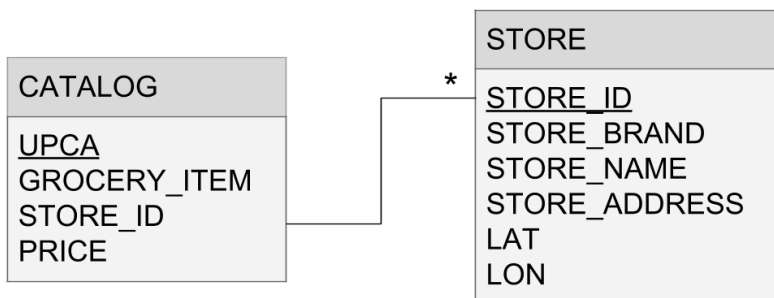 CATALOG
UPCA
GROCERY_ITEM
STORE_ID
PRICE
*
STORE
STORE_ID
STORE_BRAND
STORE_NAME
STORE_ADDRESS
LAT
LON